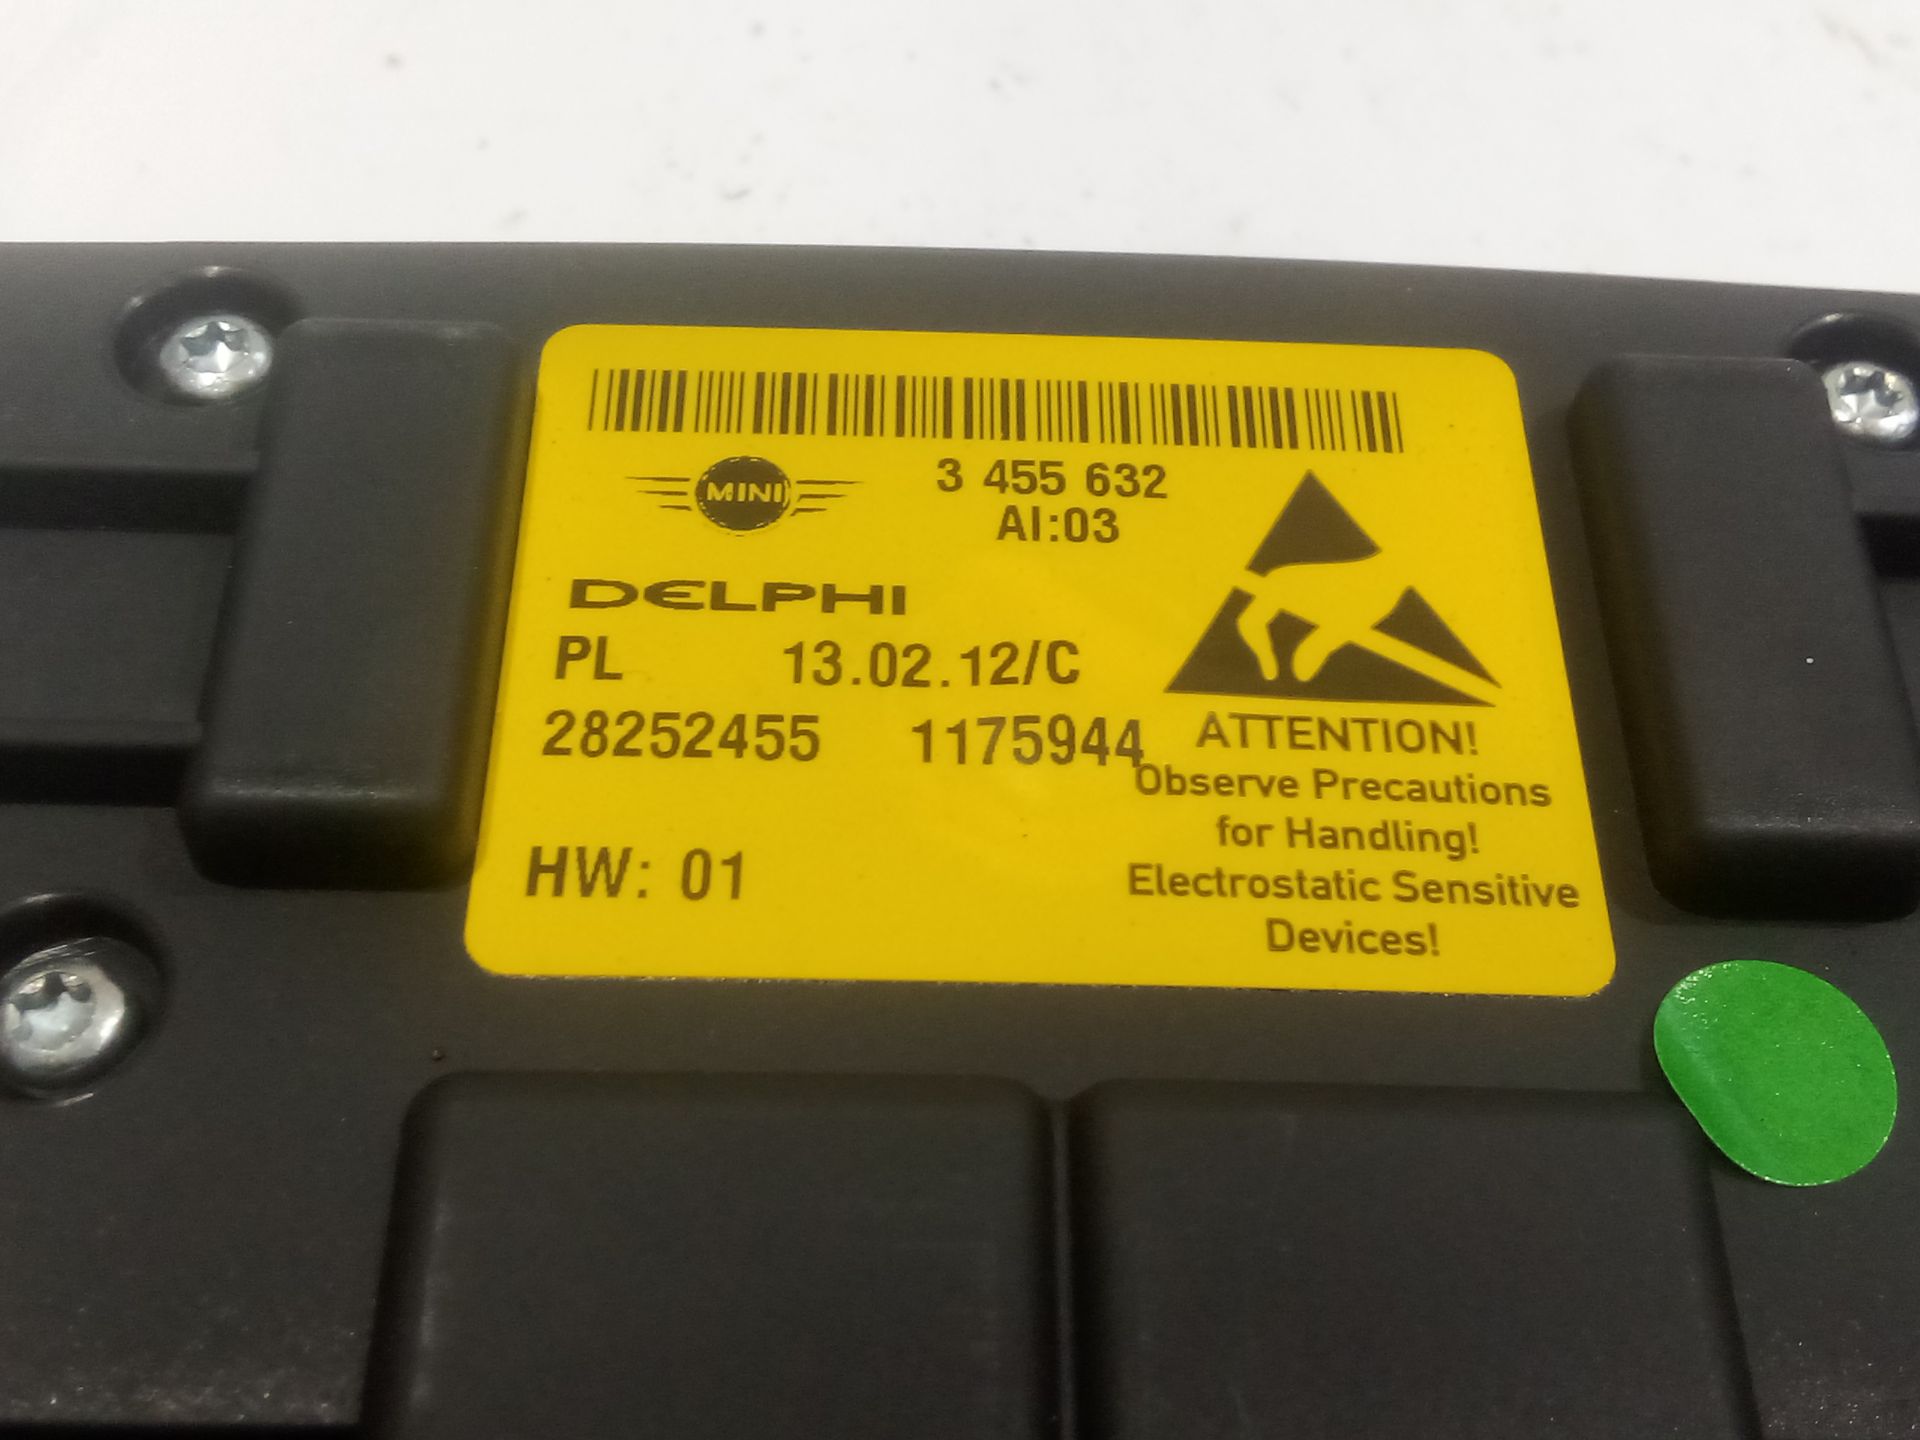 MINI
3 455 632
AI:03
DELPHI
PL 13.02.12/C
28252455 1175944
HW: 01
ATTENTION!
Observe Precautions
for Handling!
Electrostatic Sensitive
Devices!